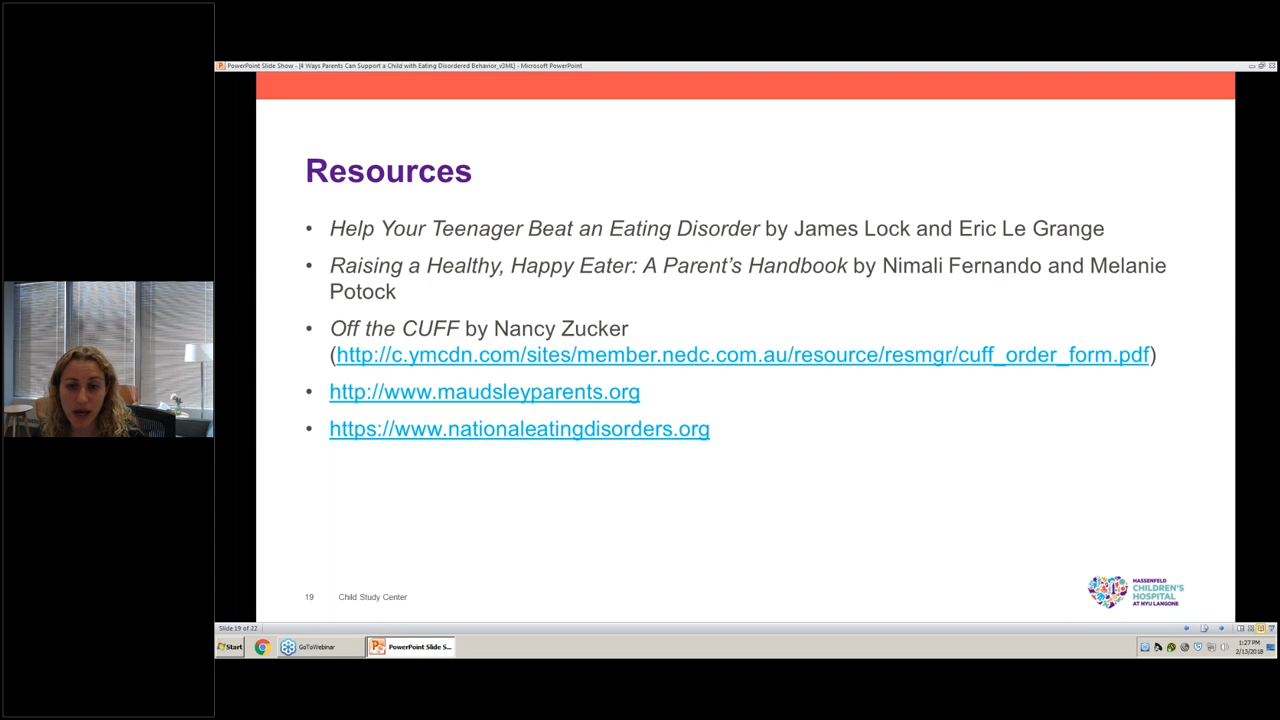 PowerPoint Slide Show - [4 Ways Parents Can Support a Child with Eating Disordered Behavior_v3ML] - Microsoft PowerPoint
Resources
• Help Your Teenager Beat an Eating Disorder by James Lock and Eric Le Grange
• Raising a Healthy, Happy Eater: A Parent's Handbook by Nimali Fernando and Melanie
Potock
• Off the CUFF by Nancy Zucker
(http://c.ymcdn.com/sites/member.nedc.com.au/resource/resmgr/cuff_order_form.pdf)
• http://www.maudsleyparents.org
• https://www.nationaleatingdisorders.org
19 Child Study Center
HASSENFELD
CHILDREN'S
HOSPITAL
AT NYU LANGONE
Slide 19 of 22
Start
GoToWebinar
PowerPoint Slide S...
1:27 PM
2/13/2018